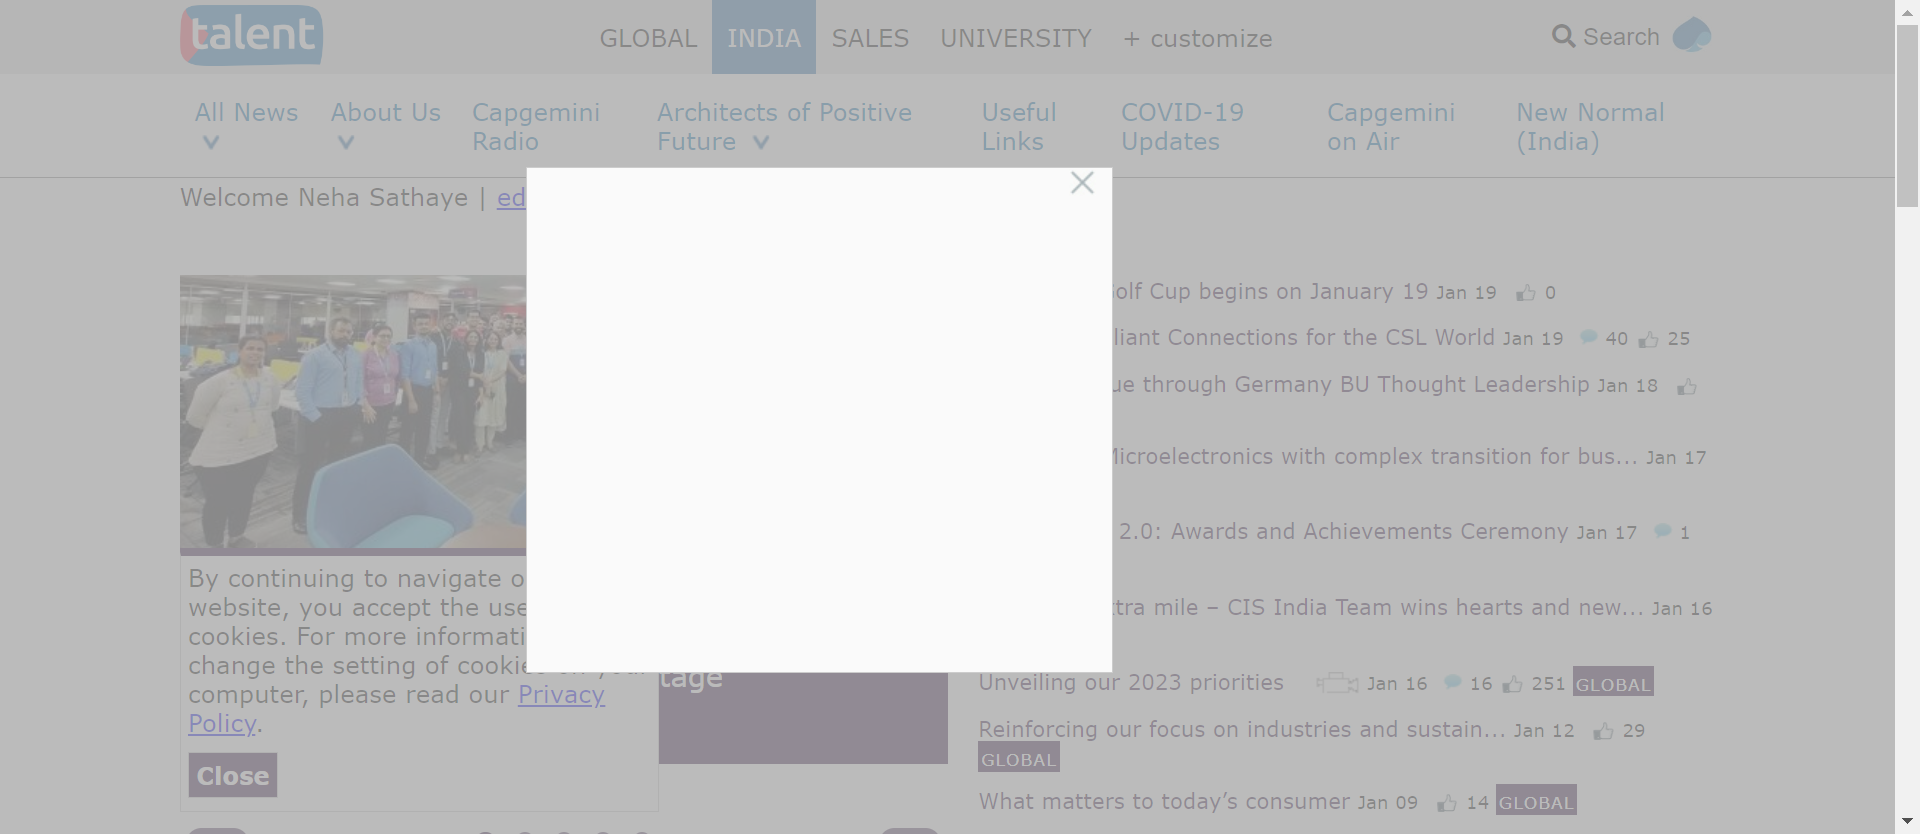 talent
GLOBAL INDIA SALES UNIVERSITY + customize
Search
All News
About Us
Capgemini
Radio
Architects of Positive
Future
Useful
Links
COVID-19
Updates
Capgemini
on Air
New Normal
(India)
Welcome Neha Sathaye | ed
olf Cup begins on January 19 Jan 19 0
liant Connections for the CSL World Jan 19 40 25
ue through Germany BU Thought Leadership Jan 18
Microelectronics with complex transition for bus... Jan 17
2.0: Awards and Achievements Ceremony Jan 17 1
tra mile – CIS India Team wins hearts and new... Jan 16
Unveiling our 2023 priorities Jan 16 16 251 GLOBAL
Reinforcing our focus on industries and sustain... Jan 12 29
GLOBAL
What matters to today’s consumer Jan 09 14 GLOBAL
By continuing to navigate o
website, you accept the use
cookies. For more informati
change the setting of cookie
computer, please read our Privacy
Policy.
Close
tage